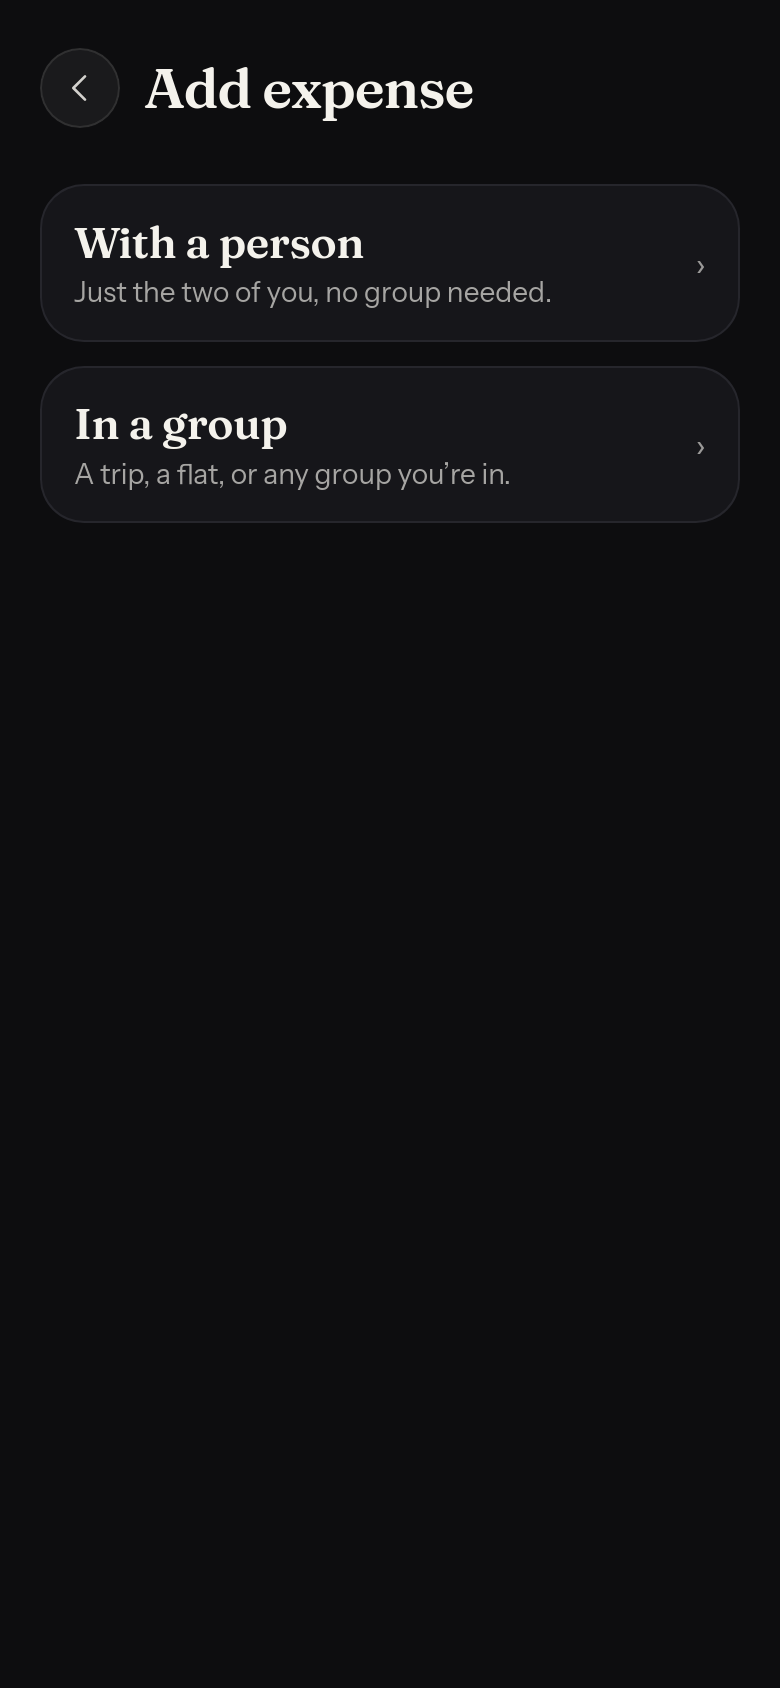 Add expense
With a person
Just the two of you, no group needed.
In a group
A trip, a flat, or any group you’re in.